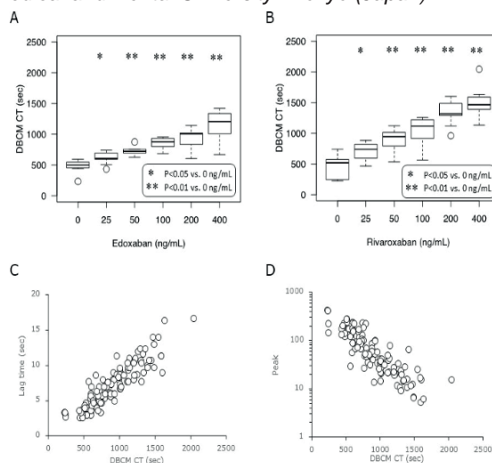 (Japan)
A
DBCM CT (sec)
2500
2000
1500
1000
500
0
* ** ** ** **
* P<0.05 vs. 0 ng/mL
** P<0.01 vs. 0 ng/mL
0 25 50 100 200 400
Edoxaban (ng/mL)
B
DBCM CT (sec)
2500
2000
1500
1000
500
0
* ** ** ** **
* P<0.05 vs. 0 ng/mL
** P<0.01 vs. 0 ng/mL
0 25 50 100 200 400
Rivaroxaban (ng/mL)
C
Lag time (sec)
20
15
10
5
0
0 500 1000 1500 2000 2500
DBCM CT (sec)
D
Peak
1000
100
10
1
0 500 1000 1500 2000 2500
DBCM CT (sec)